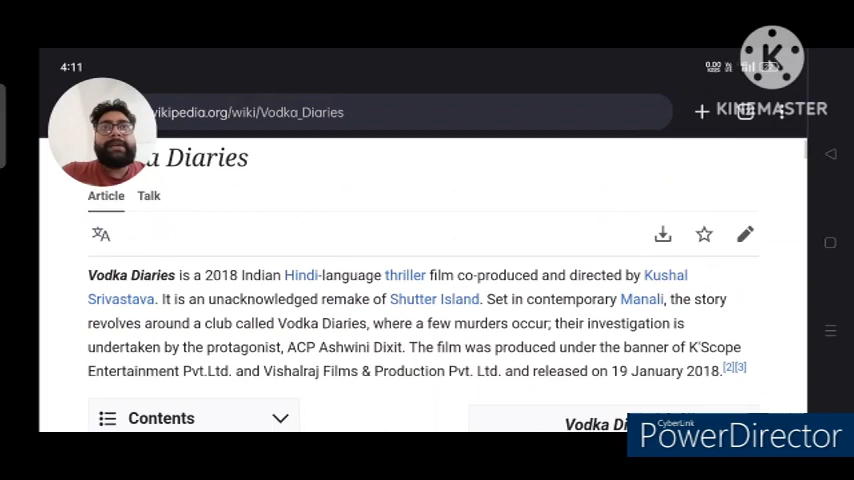 4:11
0.00 KB/S
KINEMASTER
wikipedia.org/wiki/Vodka_Diaries
a Diaries
Article Talk
Vodka Diaries is a 2018 Indian Hindi-language thriller film co-produced and directed by Kushal
Srivastava. It is an unacknowledged remake of Shutter Island. Set in contemporary Manali, the story
revolves around a club called Vodka Diaries, where a few murders occur; their investigation is
undertaken by the protagonist, ACP Ashwini Dixit. The film was produced under the banner of K'Scope
Entertainment Pvt.Ltd. and Vishalraj Films & Production Pvt. Ltd. and released on 19 January 2018.[2][3]
Contents
Vodka Di
CyberLink
PowerDirector